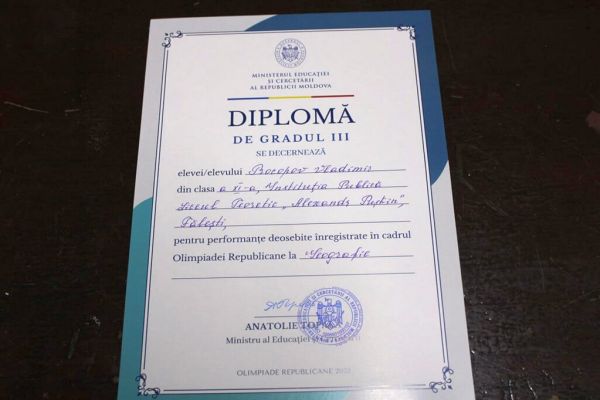 MINISTERUL EDUCAȚIEI
ȘI CERCETĂRII
AL REPUBLICII MOLDOVA
DIPLOMĂ
DE GRADUL III
SE DECERNEAZĂ
elevei/elevului Bocopov Vladimir
din clasa a XI-a, Instituția Publică
Liceul Teoretic „Alexandr Pușkin",
Fălești,
pentru performanțe deosebite înregistrate în cadrul
Olimpiadei Republicane la Geografie
ANATOLIE
Ministru al Educației
OLIMPIADE REPUBLICANE